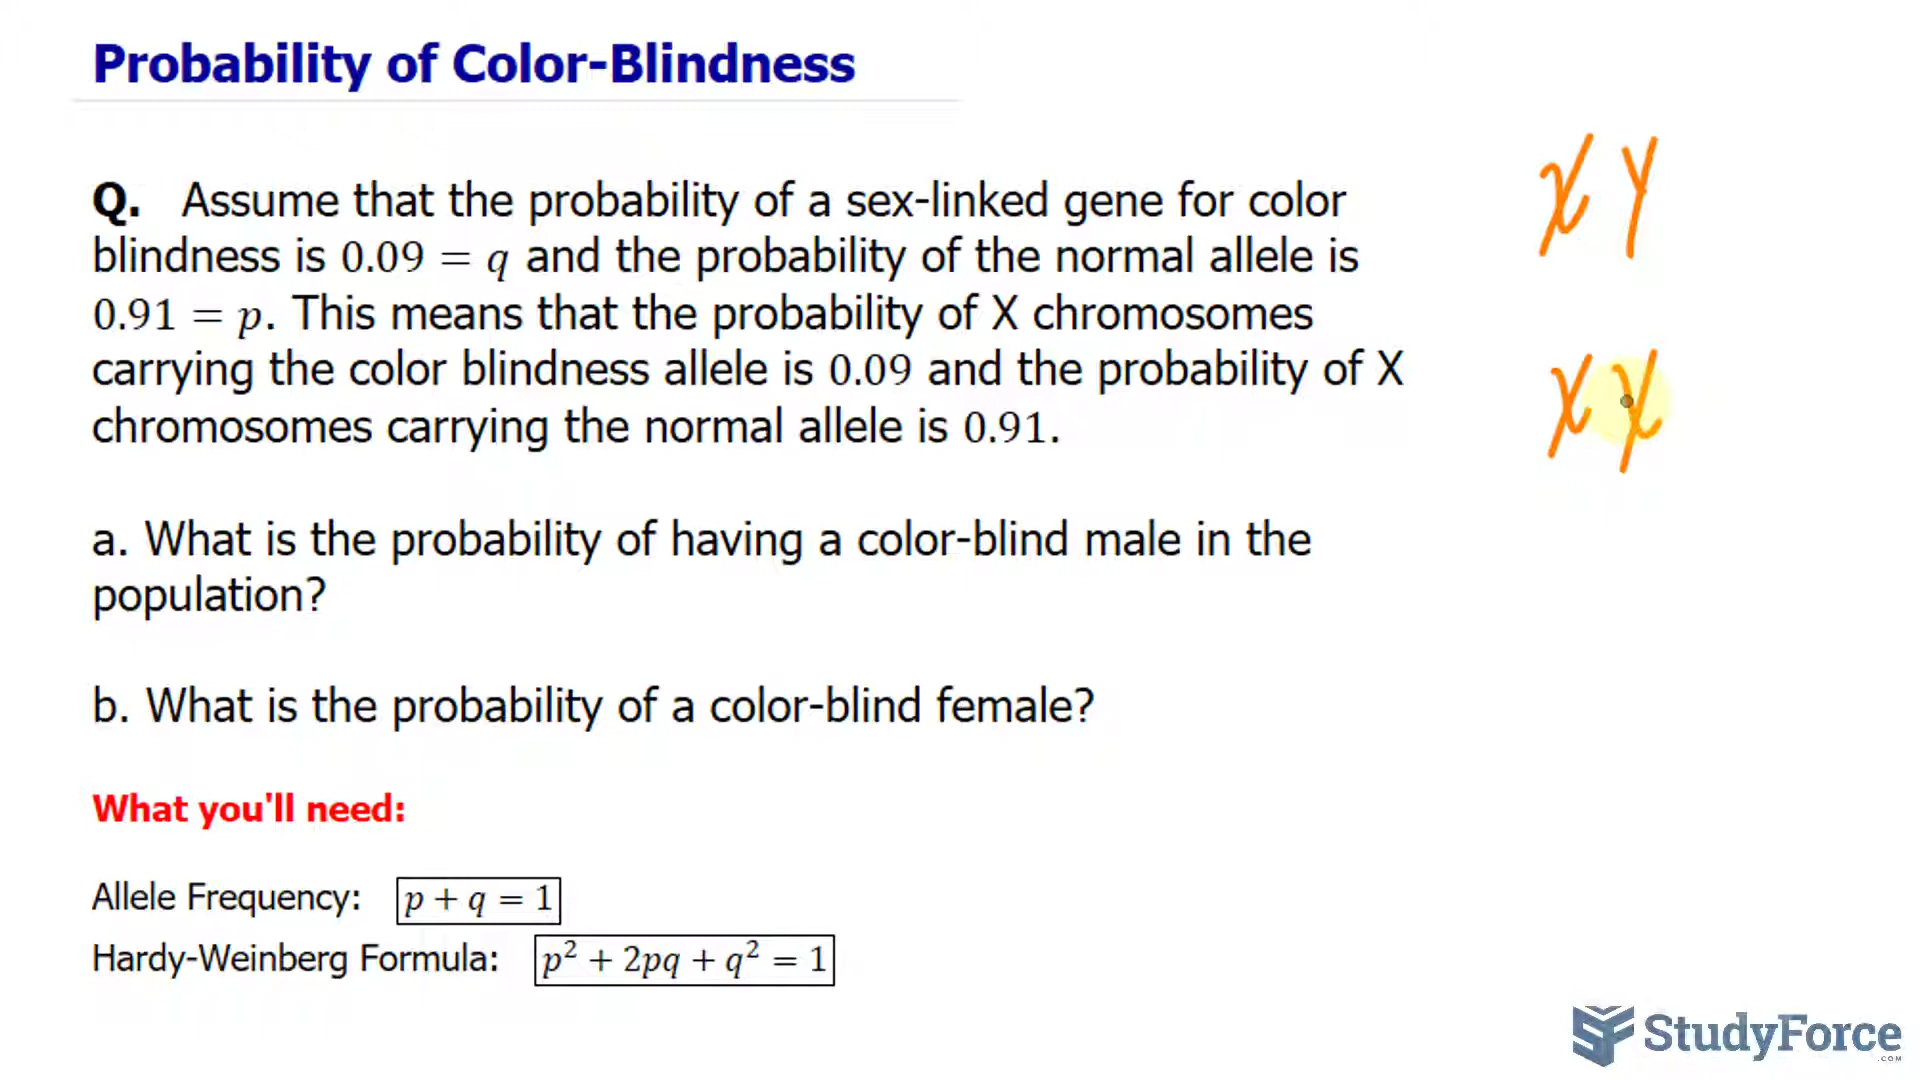 Probability of Color-Blindness
Q. Assume that the probability of a sex-linked gene for color
blindness is 0.09 = q and the probability of the normal allele is
0.91 = p. This means that the probability of X chromosomes
carrying the color blindness allele is 0.09 and the probability of X
chromosomes carrying the normal allele is 0.91.
X Y
X X
a. What is the probability of having a color-blind male in the
population?
b. What is the probability of a color-blind female?
What you'll need:
Allele Frequency: p + q = 1
Hardy-Weinberg Formula: p² + 2pq + q² = 1
StudyForce
.COM